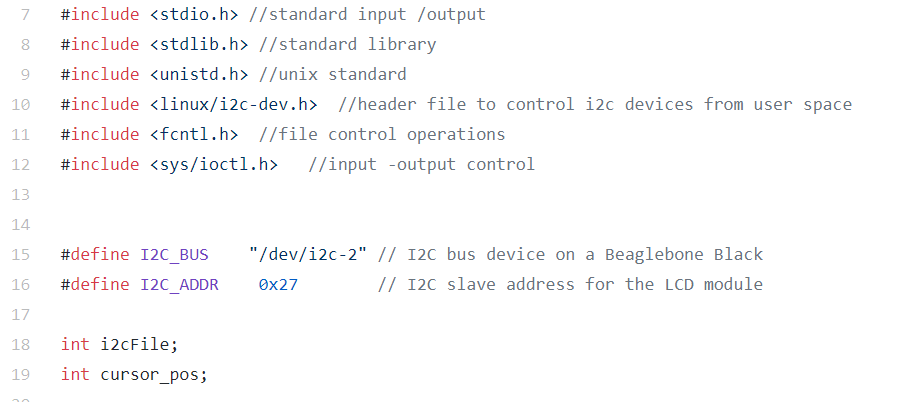 7 #include <stdio.h> //standard input /output
8 #include <stdlib.h> //standard library
9 #include <unistd.h> //unix standard
10 #include <linux/i2c-dev.h>  //header file to control i2c devices from user space
11 #include <fcntl.h>  //file control operations
12 #include <sys/ioctl.h>   //input -output control
13
14
15 #define I2C_BUS    "/dev/i2c-2" // I2C bus device on a Beaglebone Black
16 #define I2C_ADDR    0x27        // I2C slave address for the LCD module
17
18 int i2cFile;
19 int cursor_pos;